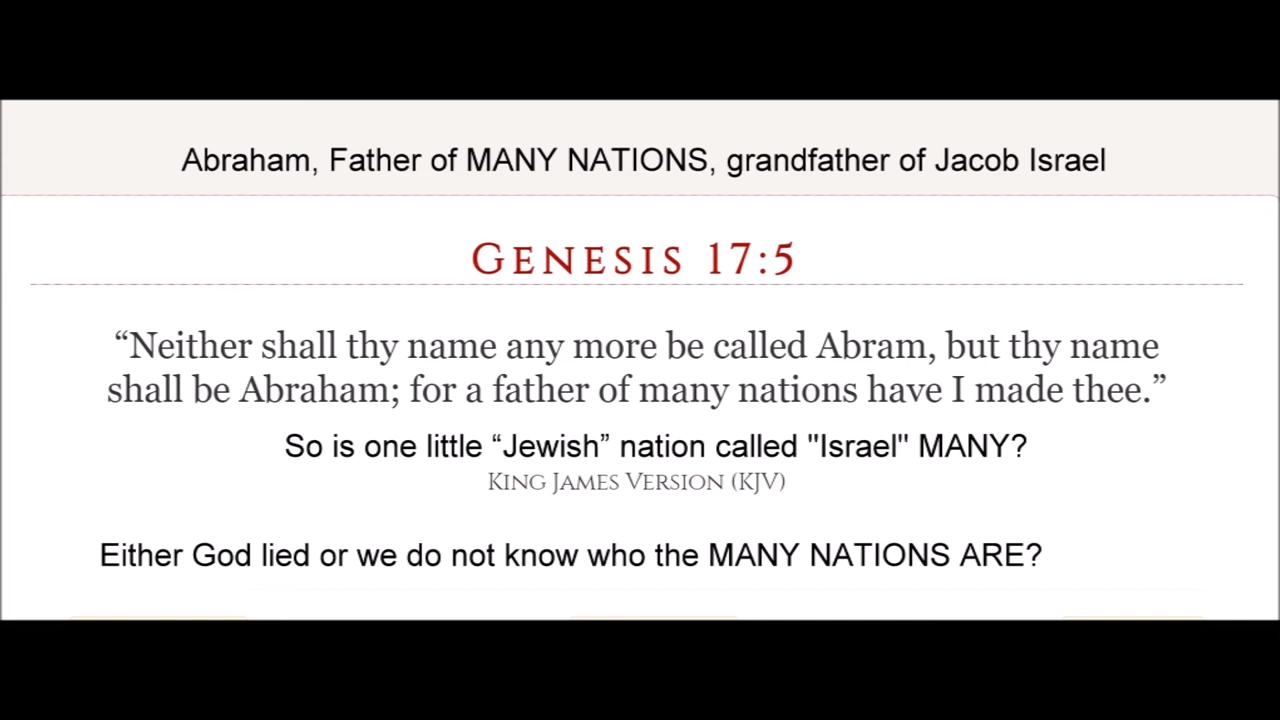 Abraham, Father of MANY NATIONS, grandfather of Jacob Israel
GENESIS 17:5
“Neither shall thy name any more be called Abram, but thy name
shall be Abraham; for a father of many nations have I made thee.”
So is one little “Jewish” nation called "Israel" MANY?
KING JAMES VERSION (KJV)
Either God lied or we do not know who the MANY NATIONS ARE?